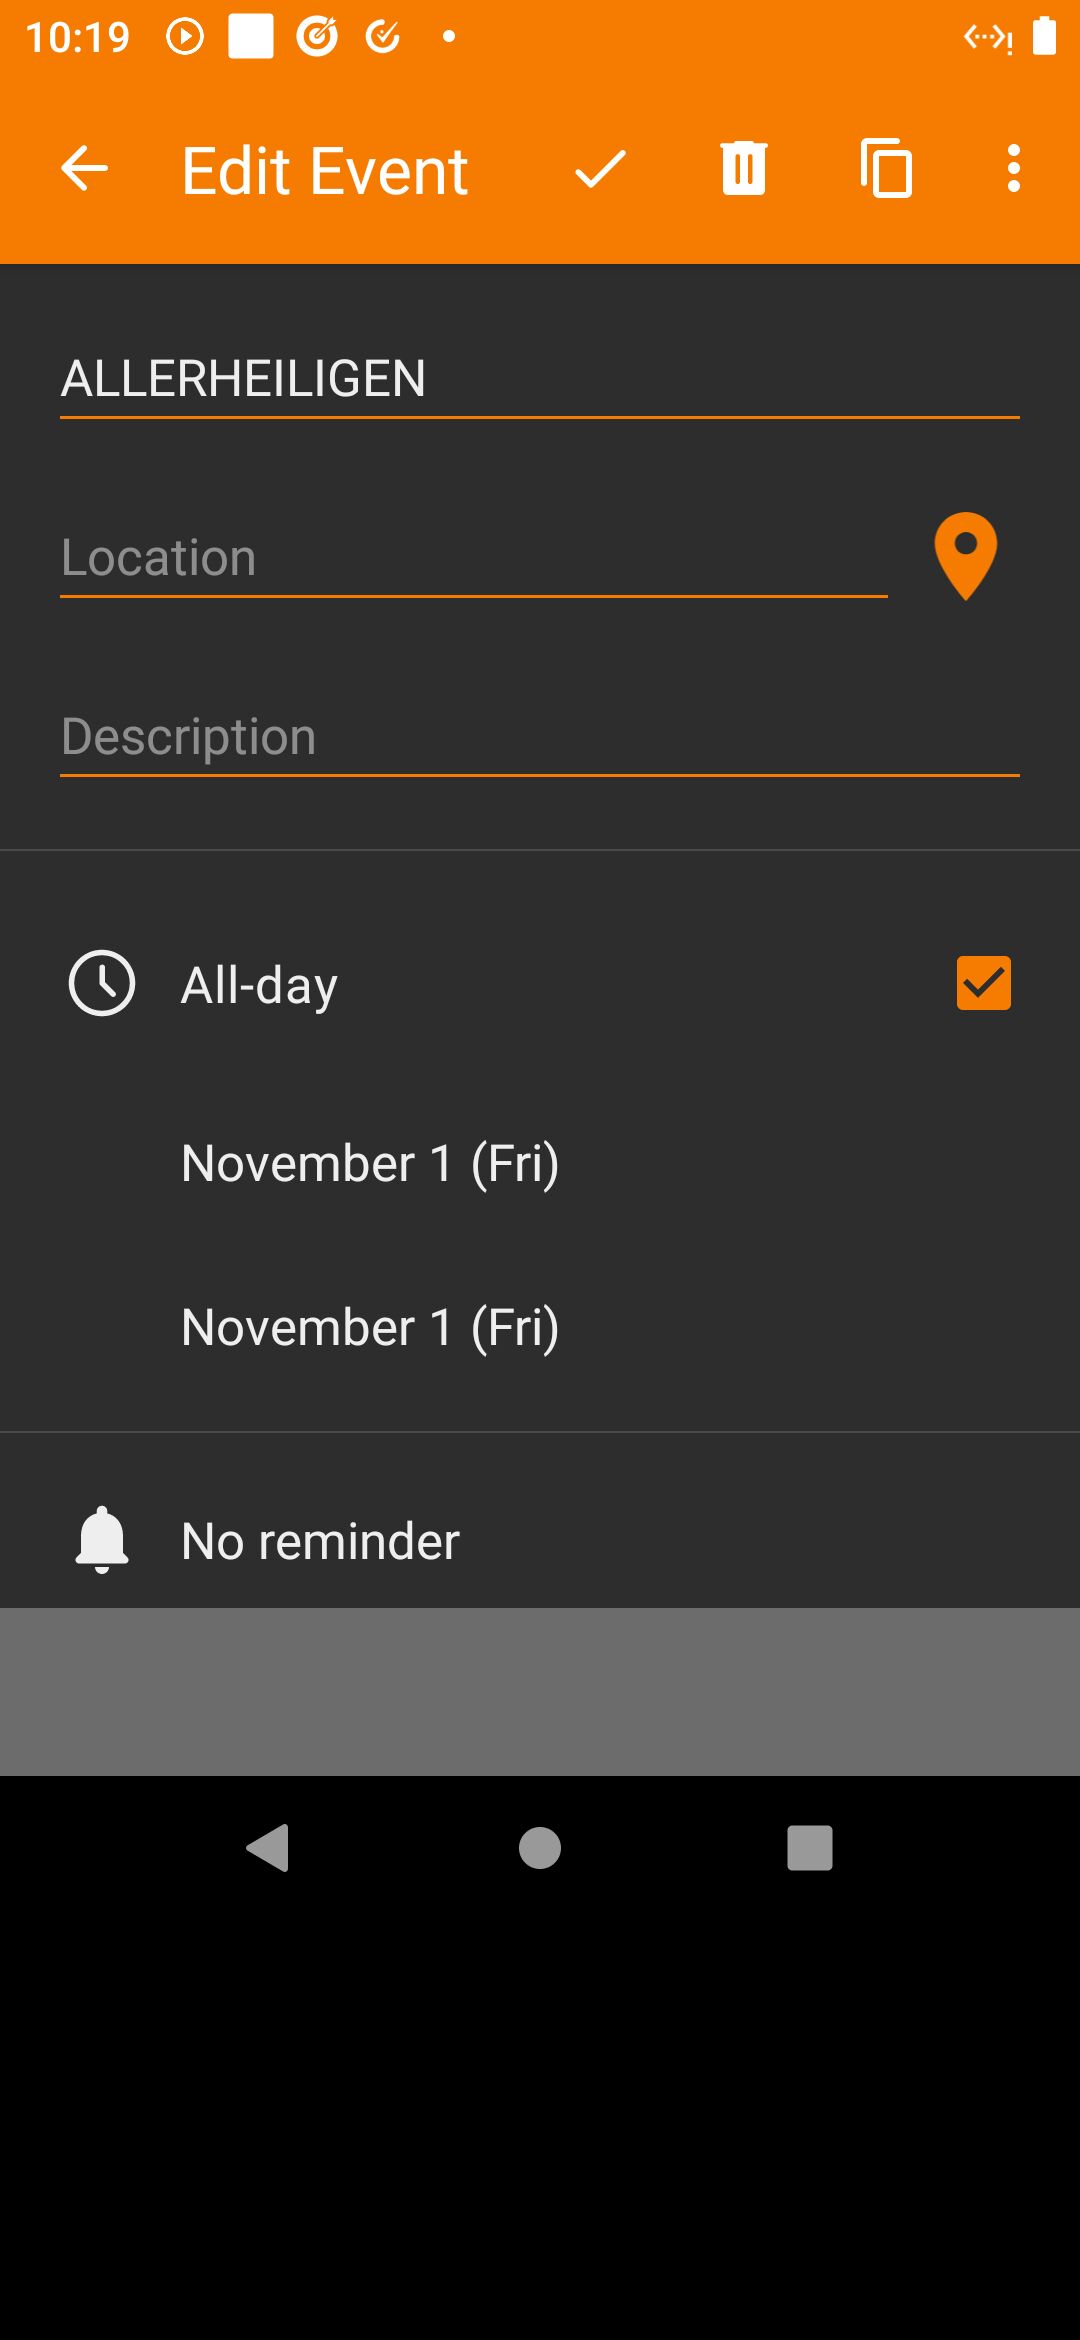 10:19
Edit Event
ALLERHEILIGEN
Location
Description
All-day
November 1 (Fri)
November 1 (Fri)
No reminder